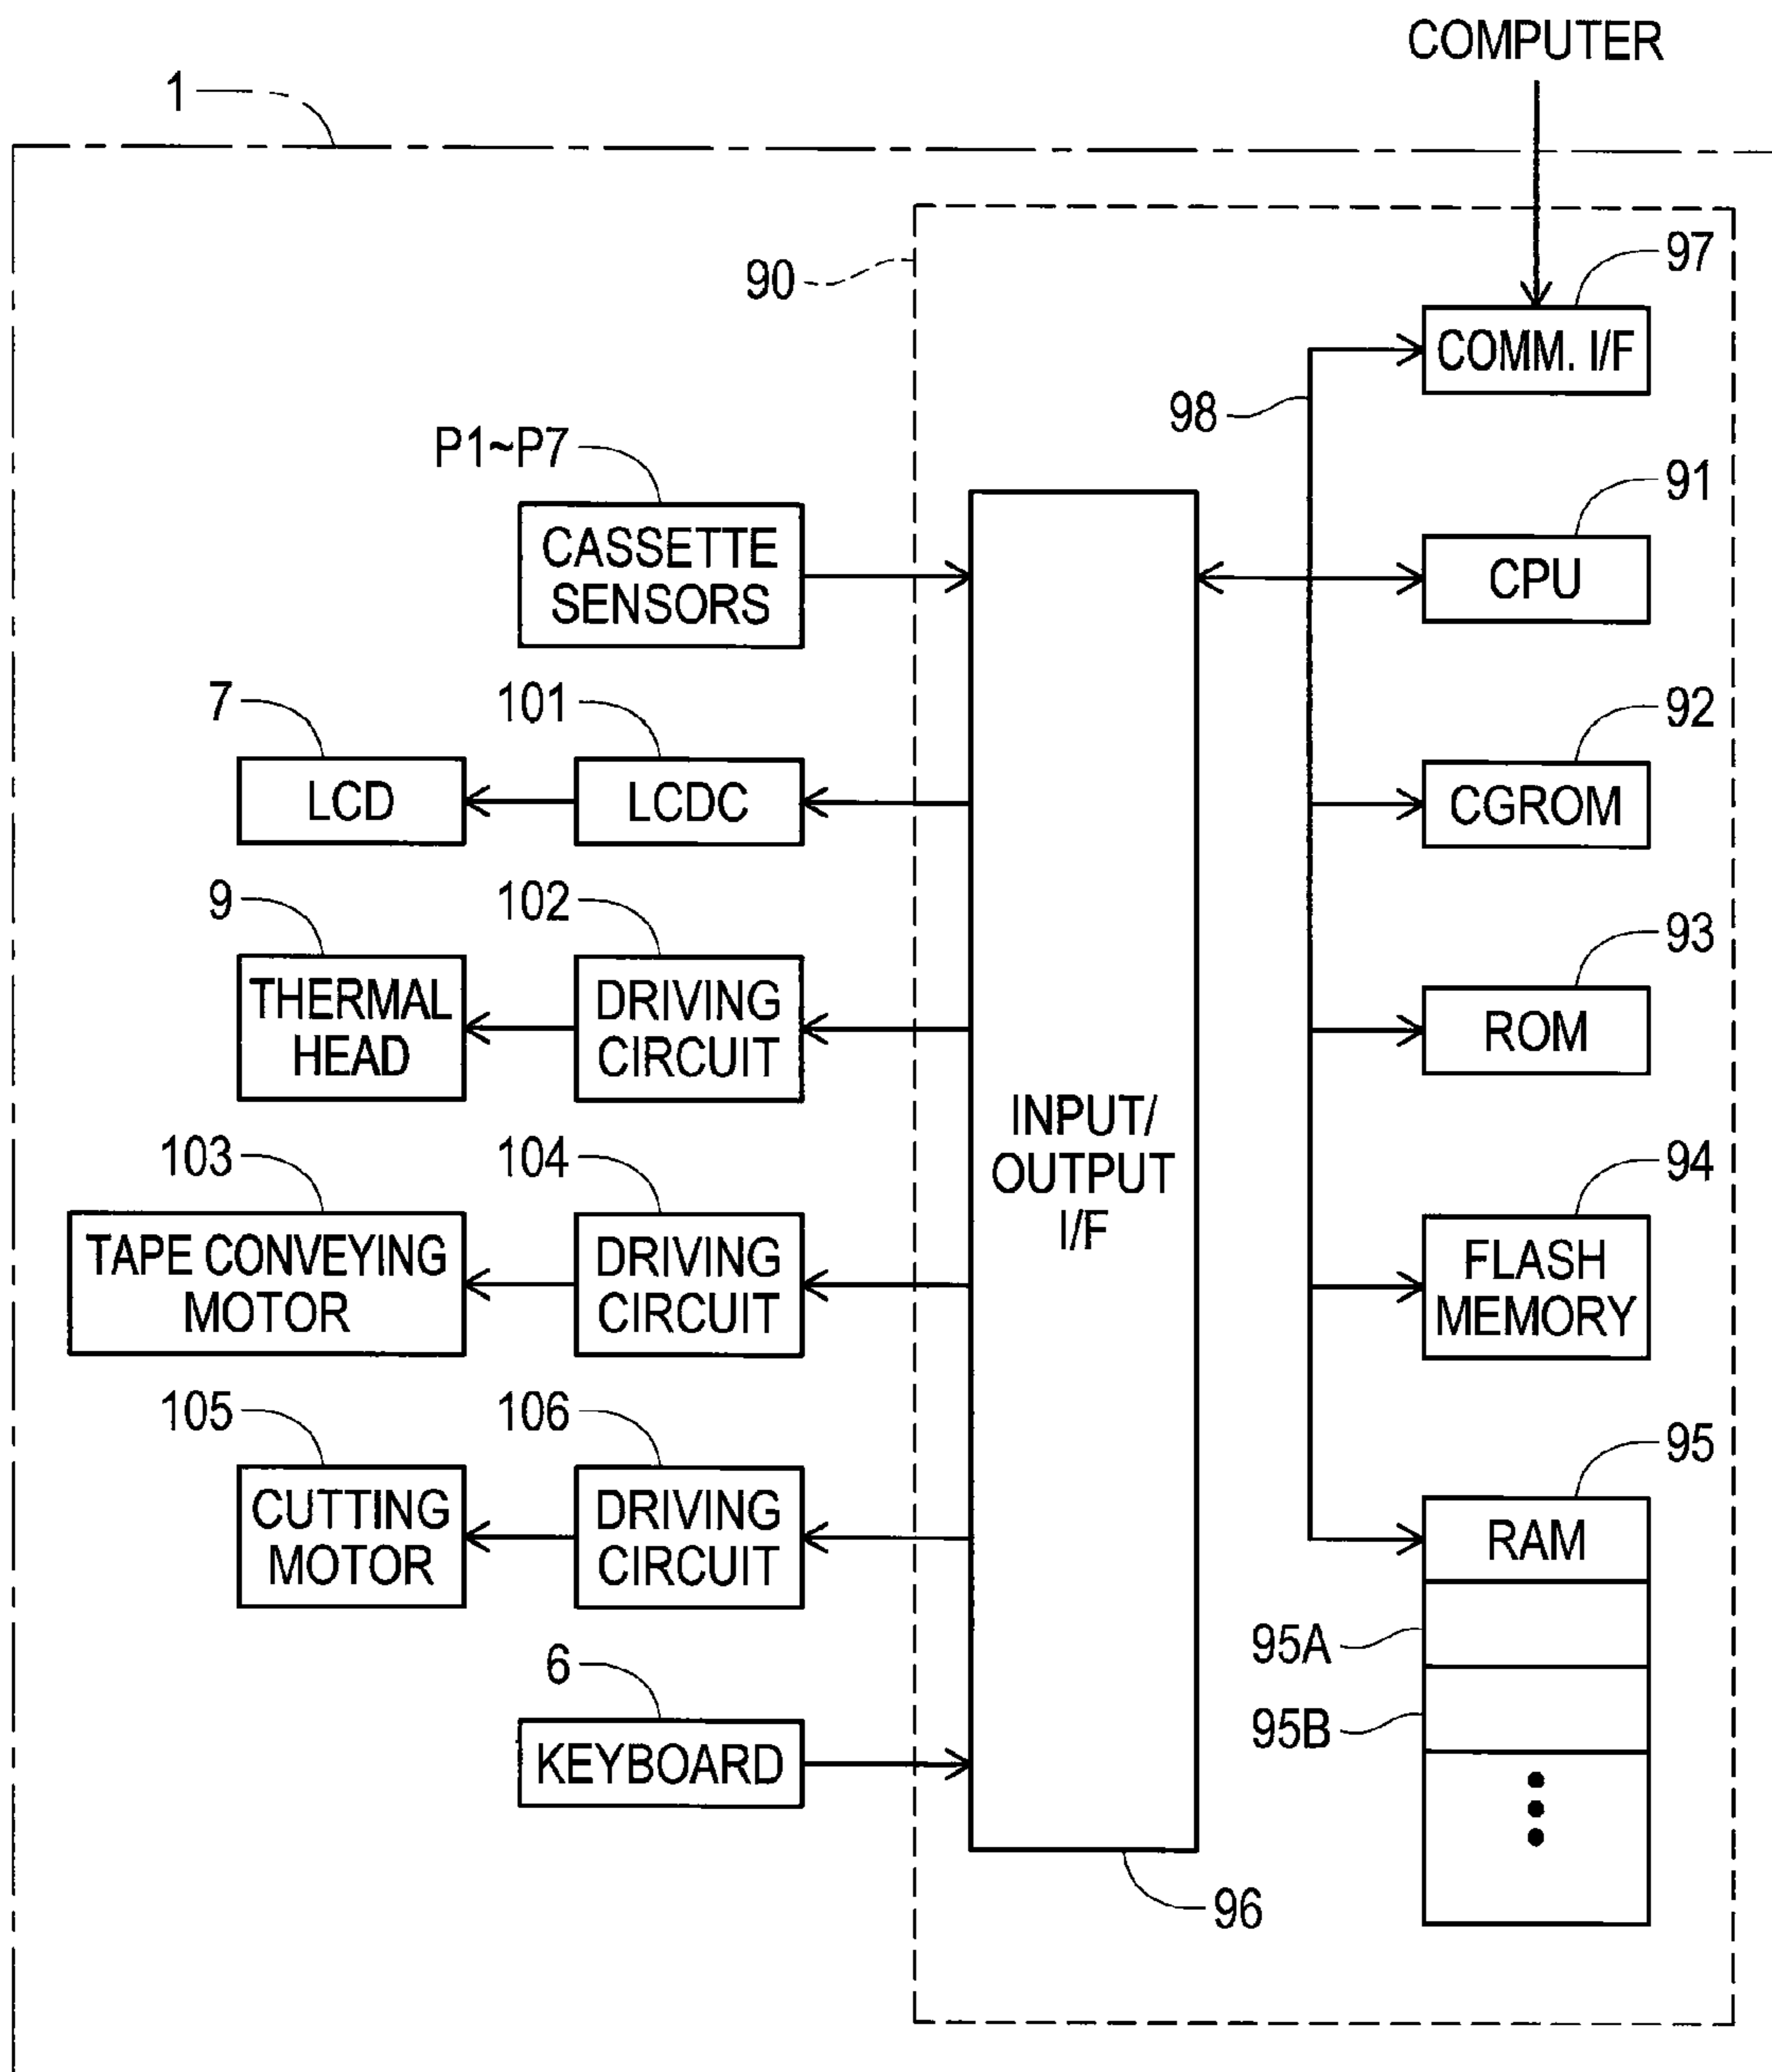 COMPUTER
1
90
97
COMM. I/F
98
P1~P7
CASSETTE
SENSORS
91
CPU
7
101
92
LCD
LCDC
CGROM
9
102
93
THERMAL
HEAD
DRIVING
CIRCUIT
ROM
INPUT/
OUTPUT
I/F
103
104
94
TAPE CONVEYING
MOTOR
DRIVING
CIRCUIT
FLASH
MEMORY
105
106
95
CUTTING
MOTOR
DRIVING
CIRCUIT
RAM
95A
6
95B
KEYBOARD
96